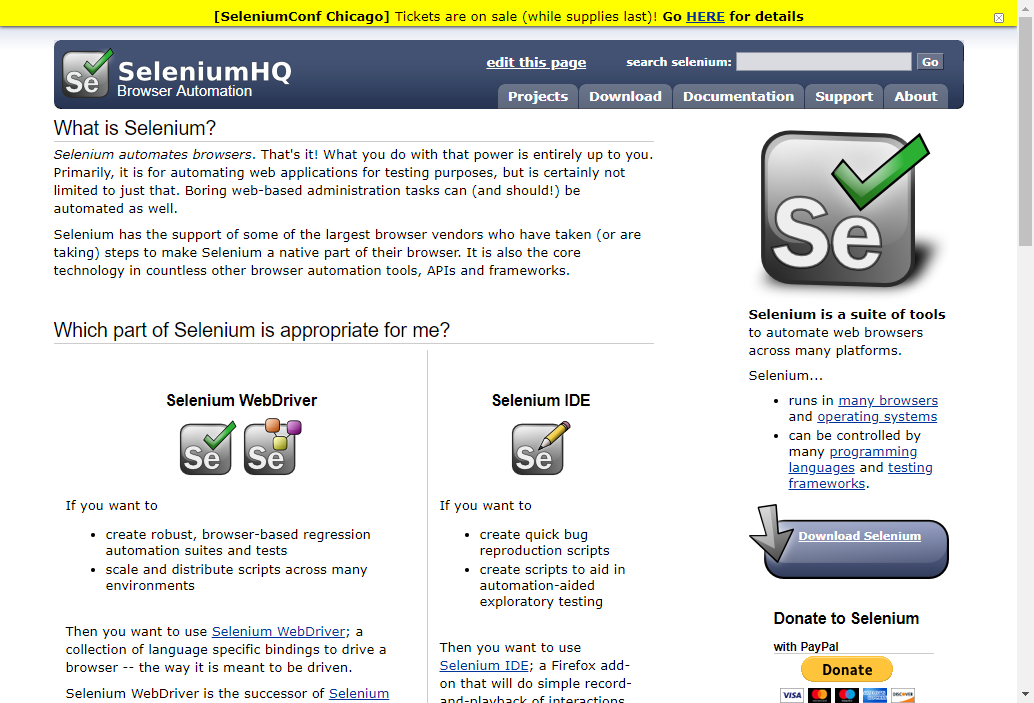 [SeleniumConf Chicago] Tickets are on sale (while supplies last)! Go HERE for details
edit this page
search selenium:
Go
Se
SeleniumHQ
Browser Automation
Projects
Download
Documentation
Support
About
What is Selenium?
Selenium automates browsers. That's it! What you do with that power is entirely up to you.
Primarily, it is for automating web applications for testing purposes, but is certainly not
limited to just that. Boring web-based administration tasks can (and should!) be
automated as well.
Selenium has the support of some of the largest browser vendors who have taken (or are
taking) steps to make Selenium a native part of their browser. It is also the core
technology in countless other browser automation tools, APIs and frameworks.
Which part of Selenium is appropriate for me?
Selenium WebDriver
Se
Se
If you want to
create robust, browser-based regression
automation suites and tests
scale and distribute scripts across many
environments
Then you want to use Selenium WebDriver; a
collection of language specific bindings to drive a
browser -- the way it is meant to be driven.
Selenium WebDriver is the successor of Selenium
Selenium IDE
Se
If you want to
create quick bug
reproduction scripts
create scripts to aid in
automation-aided
exploratory testing
Then you want to use
Selenium IDE; a Firefox add-
on that will do simple record-
and-playback of interactions
Se
Selenium is a suite of tools
to automate web browsers
across many platforms.
Selenium...
runs in many browsers
and operating systems
can be controlled by
many programming
languages and testing
frameworks.
Download Selenium
Donate to Selenium
with PayPal
Donate
VISA
DISCOVER